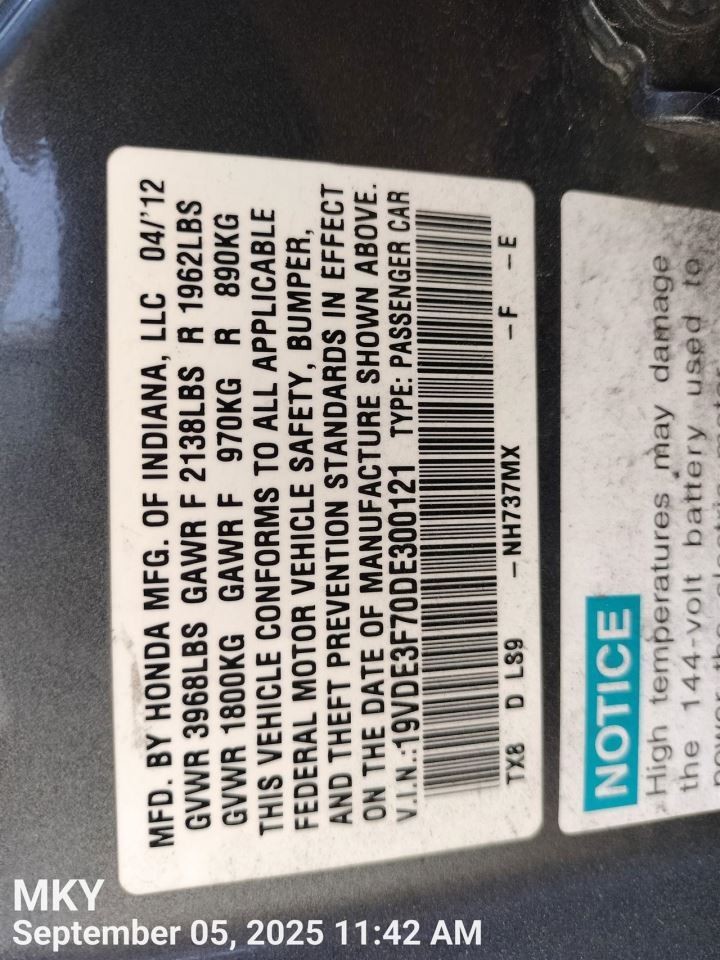 MFD. BY HONDA MFG. OF INDIANA, LLC 04/'12
GVWR 3968LBS GAWR F 2138LBS R 1962LBS
GVWR 1800KG GAWR F 970KG R 890KG
THIS VEHICLE CONFORMS TO ALL APPLICABLE
FEDERAL MOTOR VEHICLE SAFETY, BUMPER,
AND THEFT PREVENTION STANDARDS IN EFFECT
ON THE DATE OF MANUFACTURE SHOWN ABOVE.
V.I.N.:19VDE3F70DE300121 TYPE: PASSENGER CAR
TX8 D LS9 -NH737MX -F -E
NOTICE
High temperatures may damage
the 144-volt battery used to
MKY
September 05, 2025 11:42 AM